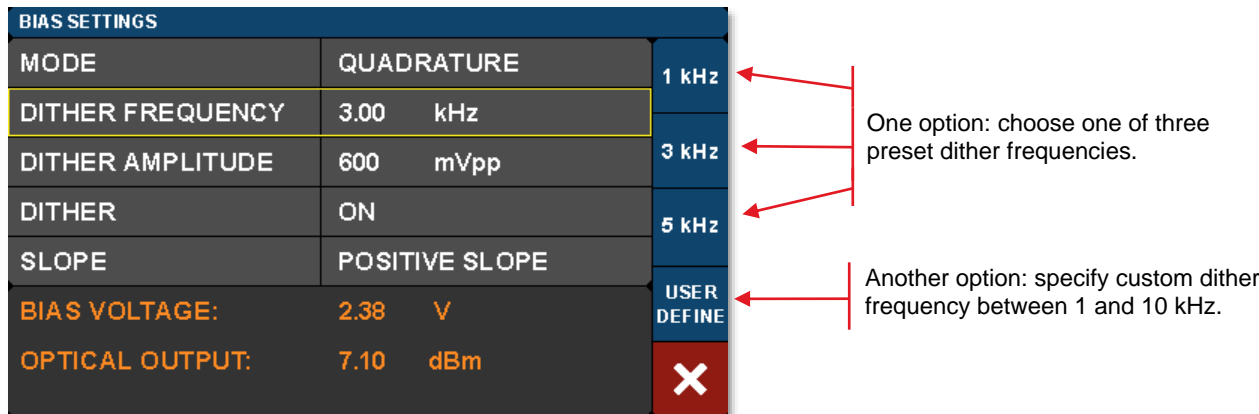 BIAS SETTINGS
MODE QUADRATURE
DITHER FREQUENCY 3.00 kHz
DITHER AMPLITUDE 600 mVpp
DITHER ON
SLOPE POSITIVE SLOPE
BIAS VOLTAGE: 2.38 V
OPTICAL OUTPUT: 7.10 dBm
1 kHz
3 kHz
5 kHz
USER
DEFINE
One option: choose one of three
preset dither frequencies.
Another option: specify custom dither
frequency between 1 and 10 kHz.